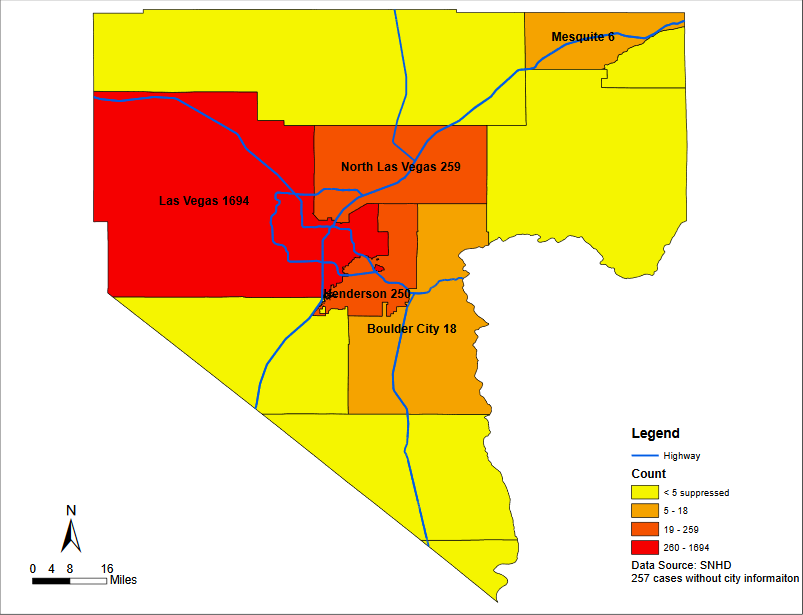 Mesquite 6
North Las Vegas 259
Las Vegas 1694
Henderson 250
Boulder City 18
Legend
Highway
Count
< 5 suppressed
5 - 18
19 - 259
260 - 1694
Data Source: SNHD
257 cases without city informaiton
N
0 4 8 16
Miles